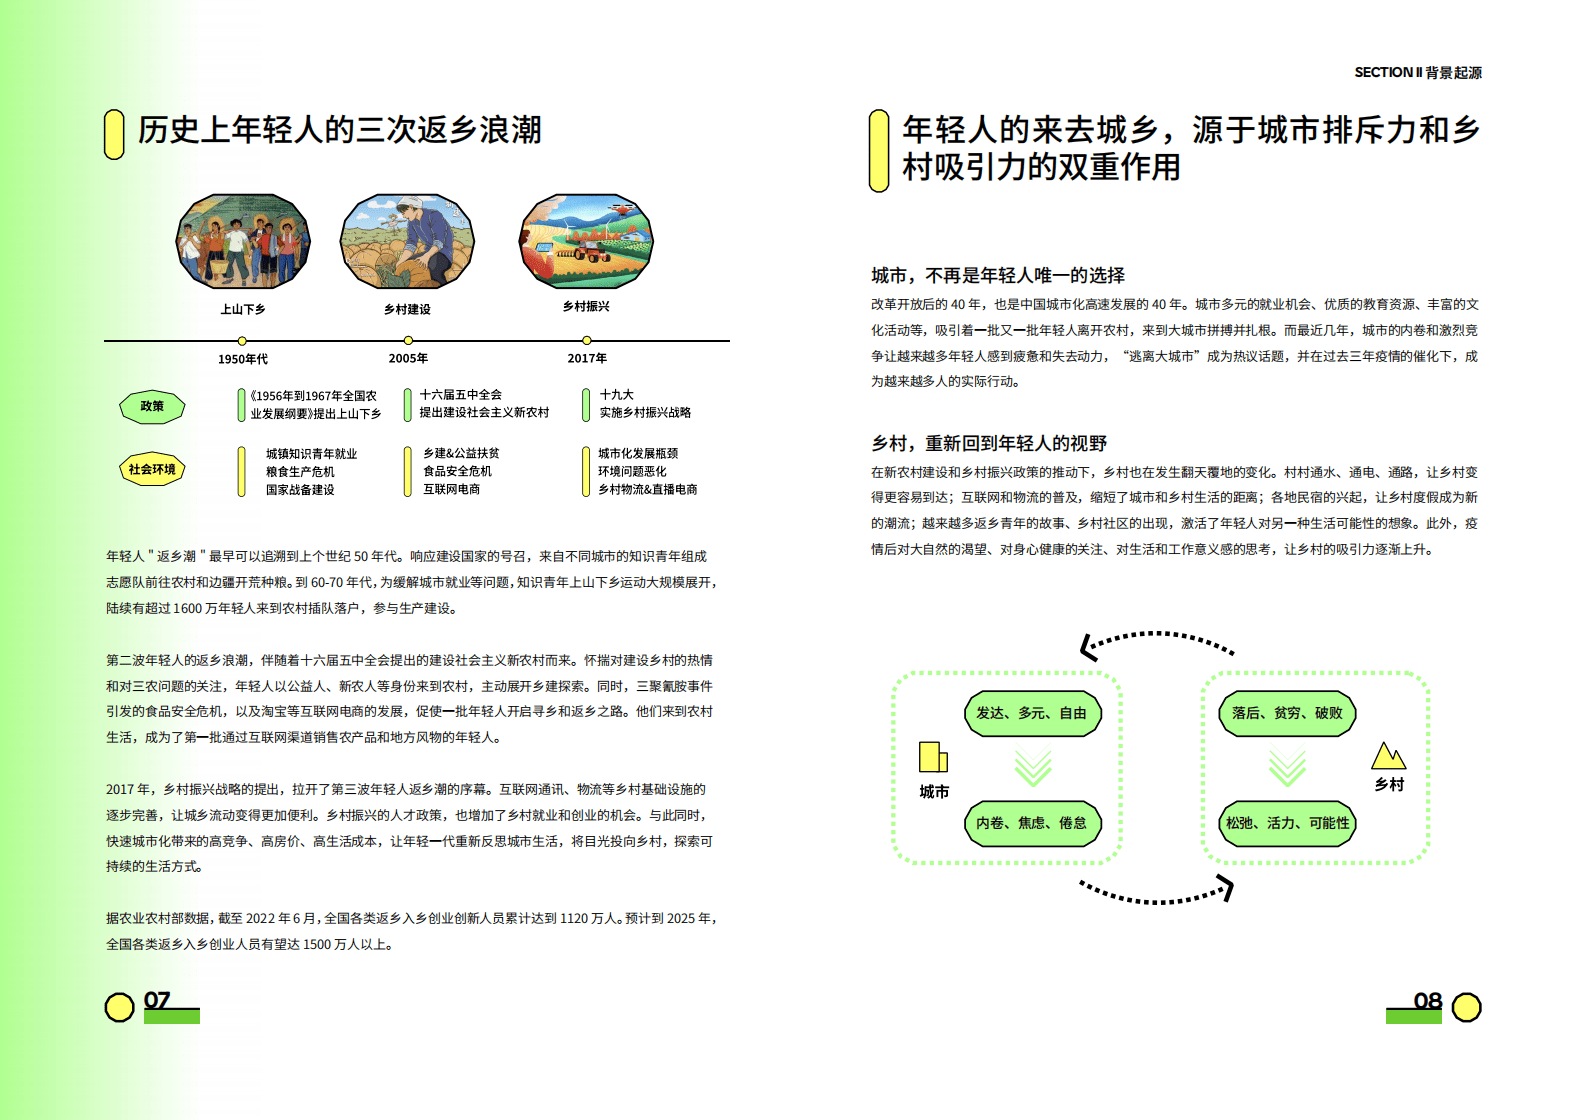 SECTION II 背景起源
历史上年轻人的三次返乡浪潮
上山下乡
乡村建设
乡村振兴
1950年代
2005年
2017年
政策
《1956年到1967年全国农
业发展纲要》提出上山下乡
十六届五中全会
提出建设社会主义新农村
十九大
实施乡村振兴战略
社会环境
城镇知识青年就业
粮食生产危机
国家战备建设
乡建&公益扶贫
食品安全危机
互联网电商
城市化发展瓶颈
环境问题恶化
乡村物流&直播电商
年轻人 " 返乡潮 " 最早可以追溯到上个世纪 50 年代。响应建设国家的号召，来自不同城市的知识青年组成
志愿队前往农村和边疆开荒种粮。到 60-70 年代，为缓解城市就业等问题，知识青年上山下乡运动大规模展开，
陆续有超过 1600 万年轻人来到农村插队落户，参与生产建设。
第二波年轻人的返乡浪潮，伴随着十六届五中全会提出的建设社会主义新农村而来。怀揣对建设乡村的热情
和对三农问题的关注，年轻人以公益人、新农人等身份来到农村，主动展开乡建探索。同时，三聚氰胺事件
引发的食品安全危机，以及淘宝等互联网电商的发展，促使一批年轻人开启寻乡和返乡之路。他们来到农村
生活，成为了第一批通过互联网渠道销售农产品和地方风物的年轻人。
2017 年，乡村振兴战略的提出，拉开了第三波年轻人返乡潮的序幕。互联网通讯、物流等乡村基础设施的
逐步完善，让城乡流动变得更加便利。乡村振兴的人才政策，也增加了乡村就业和创业的机会。与此同时，
快速城市化带来的高竞争、高房价、高生活成本，让年轻一代重新反思城市生活，将目光投向乡村，探索可
持续的生活方式。
据农业农村部数据，截至 2022 年 6 月，全国各类返乡入乡创业创新人员累计达到 1120 万人。预计到 2025 年，
全国各类返乡入乡创业人员有望达 1500 万人以上。
07
年轻人的来去城乡，源于城市排斥力和乡
村吸引力的双重作用
城市，不再是年轻人唯一的选择
改革开放后的 40 年，也是中国城市化高速发展的 40 年。城市多元的就业机会、优质的教育资源、丰富的文
化活动等，吸引着一批又一批年轻人离开农村，来到大城市拼搏并扎根。而最近几年，城市的内卷和激烈竞
争让越来越多年轻人感到疲惫和失去动力，“逃离大城市”成为热议话题，并在过去三年疫情的催化下，成
为越来越多人的实际行动。
乡村，重新回到年轻人的视野
在新农村建设和乡村振兴政策的推动下，乡村也在发生翻天覆地的变化。村村通水、通电、通路，让乡村变
得更容易到达；互联网和物流的普及，缩短了城市和乡村生活的距离；各地民宿的兴起，让乡村度假成为新
的潮流；越来越多返乡青年的故事、乡村社区的出现，激活了年轻人对另一种生活可能性的想象。此外，疫
情后对大自然的渴望、对身心健康的关注、对生活和工作意义感的思考，让乡村的吸引力逐渐上升。
发达、多元、自由
城市
内卷、焦虑、倦怠
落后、贫穷、破败
乡村
松弛、活力、可能性
08